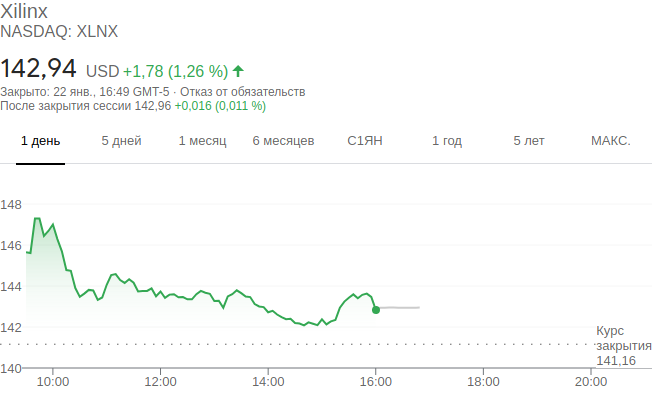 Xilinx
NASDAQ: XLNX
142,94 USD +1,78 (1,26 %)
Закрыто: 22 янв., 16:49 GMT-5 · Отказ от обязательств
После закрытия сессии 142,96 +0,016 (0,011 %)
1 день 5 дней 1 месяц 6 месяцев С1ЯН 1 год 5 лет МАКС.
148
146
144
142
Курс
закрытия
141,16
140
10:00 12:00 14:00 16:00 18:00 20:00